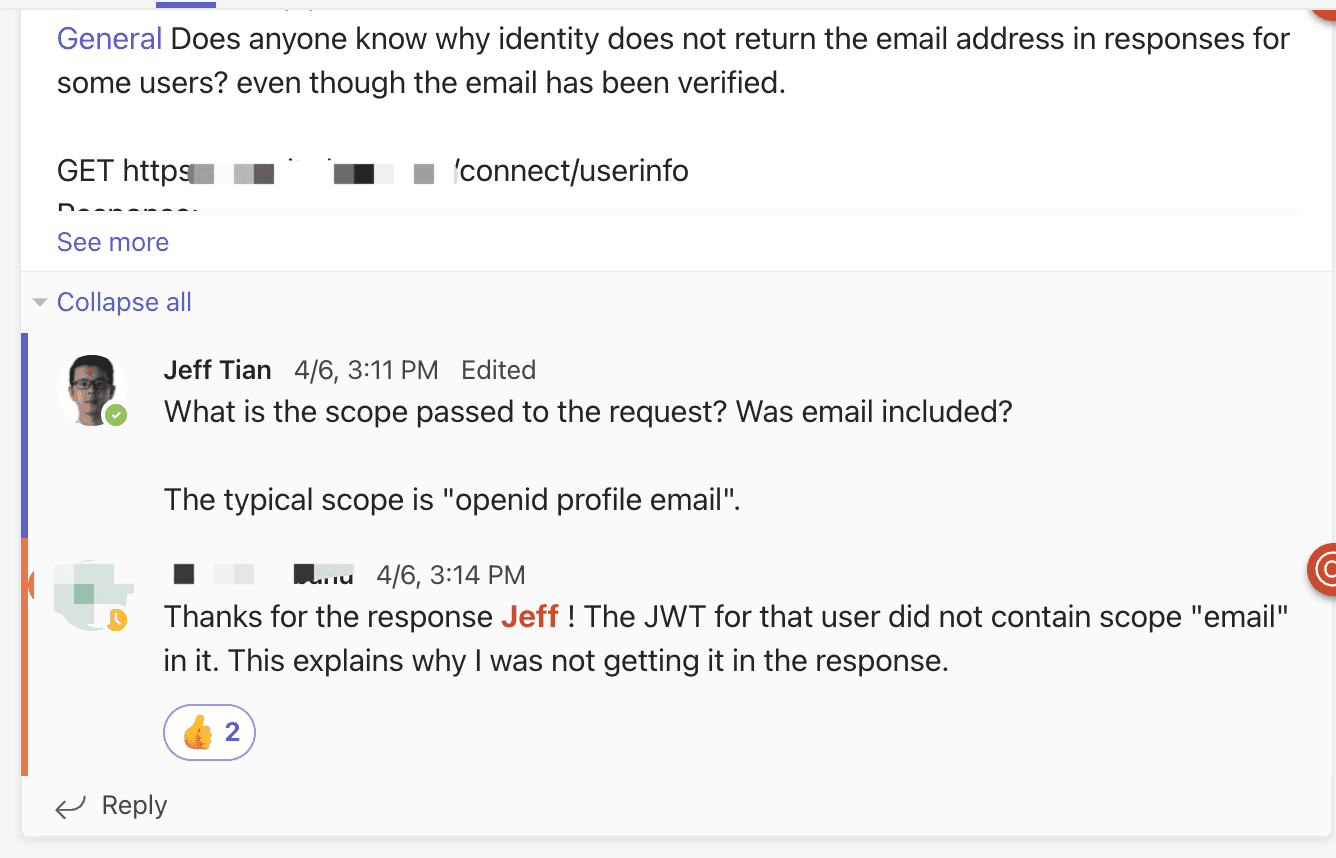 General Does anyone know why identity does not return the email address in responses for
some users? even though the email has been verified.
GET https /connect/userinfo
Response:
See more
Collapse all
Jeff Tian 4/6, 3:11 PM Edited
What is the scope passed to the request? Was email included?
The typical scope is "openid profile email".
4/6, 3:14 PM
Thanks for the response Jeff ! The JWT for that user did not contain scope "email"
in it. This explains why I was not getting it in the response.
2
Reply